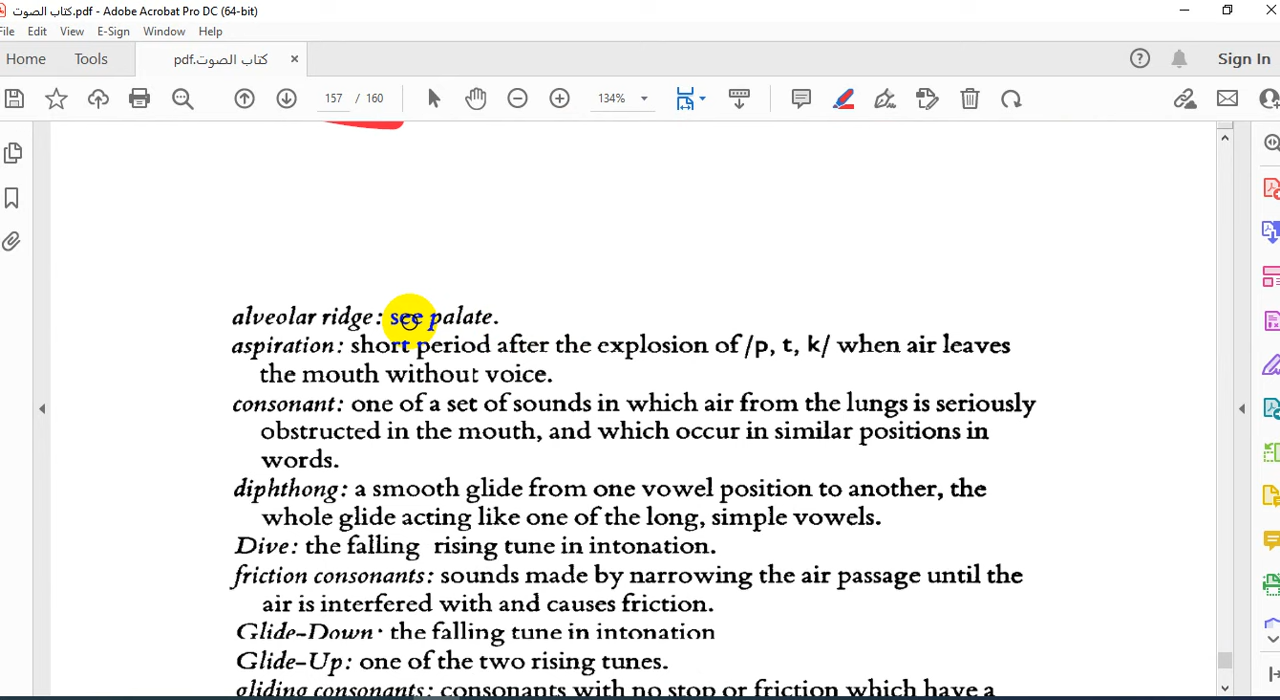 كتاب الصوت.pdf - Adobe Acrobat Pro DC (64-bit)
File Edit View E-Sign Window Help
Home Tools كتاب الصوت.pdf × Sign In
157 / 160 134%
alveolar ridge: see palate.
aspiration: short period after the explosion of /p, t, k/ when air leaves
the mouth without voice.
consonant: one of a set of sounds in which air from the lungs is seriously
obstructed in the mouth, and which occur in similar positions in
words.
diphthong: a smooth glide from one vowel position to another, the
whole glide acting like one of the long, simple vowels.
Dive: the falling rising tune in intonation.
friction consonants: sounds made by narrowing the air passage until the
air is interfered with and causes friction.
Glide-Down· the falling tune in intonation
Glide-Up: one of the two rising tunes.
gliding consonants: consonants with no stop or friction which have a